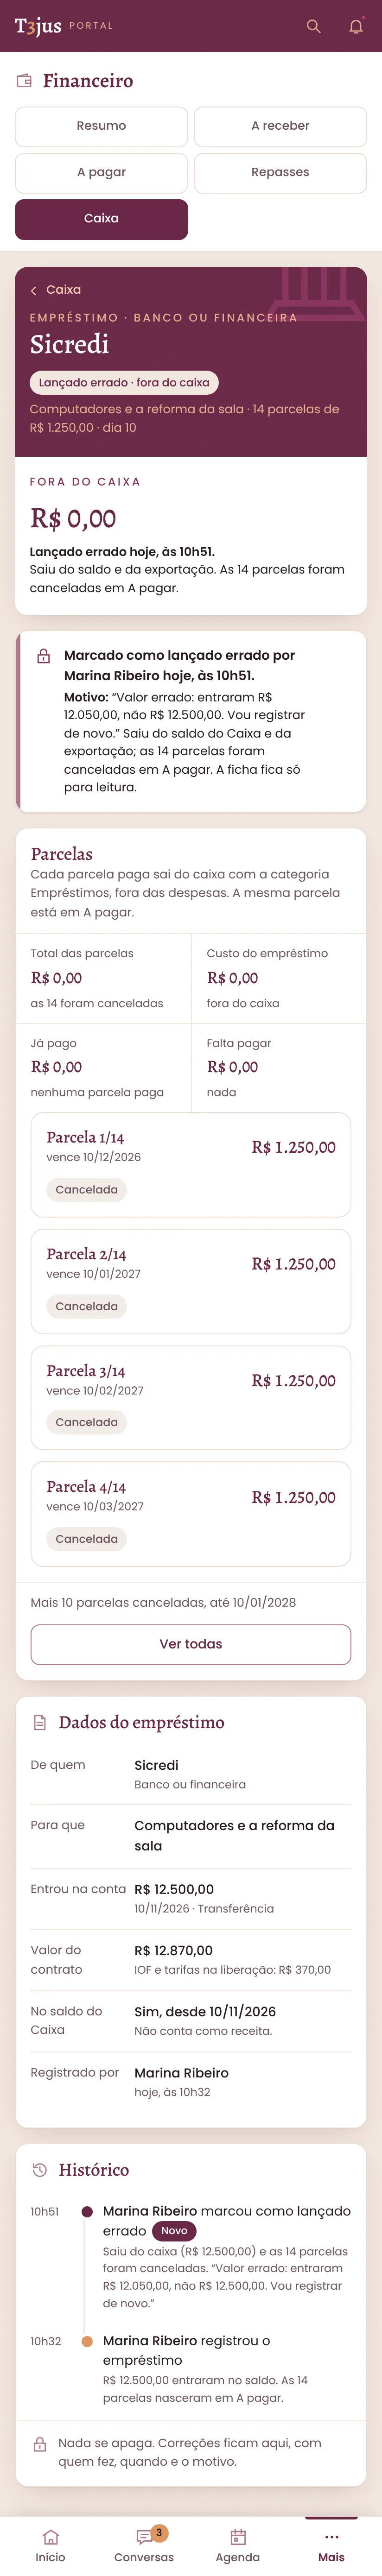 T3jus PORTAL
Financeiro
Resumo
A receber
A pagar
Repasses
Caixa
Caixa
EMPRÉSTIMO · BANCO OU FINANCEIRA
Sicredi
Lançado errado · fora do caixa
Computadores e a reforma da sala · 14 parcelas de
R$ 1.250,00 · dia 10
FORA DO CAIXA
R$ 0,00
Lançado errado hoje, às 10h51.
Saiu do saldo e da exportação. As 14 parcelas foram
canceladas em A pagar.
Marcado como lançado errado por
Marina Ribeiro hoje, às 10h51.
Motivo: “Valor errado: entraram R$
12.050,00, não R$ 12.500,00. Vou registrar
de novo.” Saiu do saldo do Caixa e da
exportação; as 14 parcelas foram
canceladas em A pagar. A ficha fica só
para leitura.
Parcelas
Cada parcela paga sai do caixa com a categoria
Empréstimos, fora das despesas. A mesma parcela
está em A pagar.
Total das parcelas
R$ 0,00
as 14 foram canceladas
Custo do empréstimo
R$ 0,00
fora do caixa
Já pago
R$ 0,00
nenhuma parcela paga
Falta pagar
R$ 0,00
nada
Parcela 1/14
vence 10/12/2026
Cancelada
R$ 1.250,00
Parcela 2/14
vence 10/01/2027
Cancelada
R$ 1.250,00
Parcela 3/14
vence 10/02/2027
Cancelada
R$ 1.250,00
Parcela 4/14
vence 10/03/2027
Cancelada
R$ 1.250,00
Mais 10 parcelas canceladas, até 10/01/2028
Ver todas
Dados do empréstimo
De quem
Sicredi
Banco ou financeira
Para que
Computadores e a reforma da
sala
Entrou na conta
R$ 12.500,00
10/11/2026 · Transferência
Valor do
contrato
R$ 12.870,00
IOF e tarifas na liberação: R$ 370,00
No saldo do
Caixa
Sim, desde 10/11/2026
Não conta como receita.
Registrado por
Marina Ribeiro
hoje, às 10h32
Histórico
10h51
Marina Ribeiro marcou como lançado
errado Novo
Saiu do caixa (R$ 12.500,00) e as 14 parcelas
foram canceladas. “Valor errado: entraram
R$ 12.050,00, não R$ 12.500,00. Vou registrar
de novo.”
10h32
Marina Ribeiro registrou o
empréstimo
R$ 12.500,00 entraram no saldo. As 14
parcelas nasceram em A pagar.
Nada se apaga. Correções ficam aqui, com
quem fez, quando e o motivo.
Início
3
Conversas
Agenda
Mais